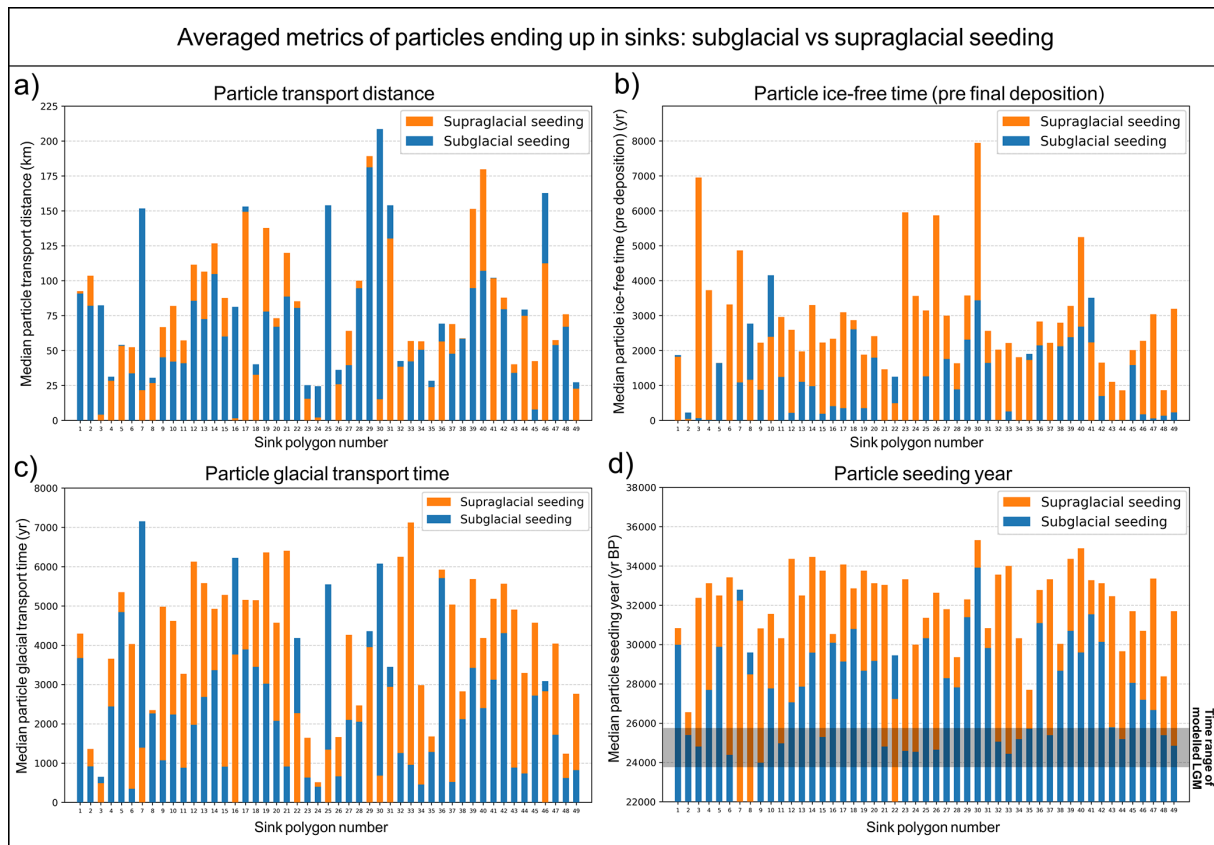 Averaged metrics of particles ending up in sinks: subglacial vs supraglacial seeding
a)
Particle transport distance
Supraglacial seeding
Subglacial seeding
Median particle transport distance (km)
225
200
175
150
125
100
75
50
25
0
1 2 3 4 5 6 7 8 9 10 11 12 13 14 15 16 17 18 19 20 21 22 23 24 25 26 27 28 29 30 31 32 33 34 35 36 37 38 39 40 41 42 43 44 45 46 47 48 49
Sink polygon number
b)
Particle ice-free time (pre final deposition)
Supraglacial seeding
Subglacial seeding
Median particle ice-free time (pre deposition) (yr)
8000
7000
6000
5000
4000
3000
2000
1000
0
1 2 3 4 5 6 7 8 9 10 11 12 13 14 15 16 17 18 19 20 21 22 23 24 25 26 27 28 29 30 31 32 33 34 35 36 37 38 39 40 41 42 43 44 45 46 47 48 49
Sink polygon number
c)
Particle glacial transport time
Supraglacial seeding
Subglacial seeding
Median particle glacial transport time (yr)
8000
7000
6000
5000
4000
3000
2000
1000
0
1 2 3 4 5 6 7 8 9 10 11 12 13 14 15 16 17 18 19 20 21 22 23 24 25 26 27 28 29 30 31 32 33 34 35 36 37 38 39 40 41 42 43 44 45 46 47 48 49
Sink polygon number
d)
Particle seeding year
Supraglacial seeding
Subglacial seeding
Median particle seeding year (yr BP)
38000
36000
34000
32000
30000
28000
26000
24000
22000
1 2 3 4 5 6 7 8 9 10 11 12 13 14 15 16 17 18 19 20 21 22 23 24 25 26 27 28 29 30 31 32 33 34 35 36 37 38 39 40 41 42 43 44 45 46 47 48 49
Sink polygon number
Time range of
modelled LGM